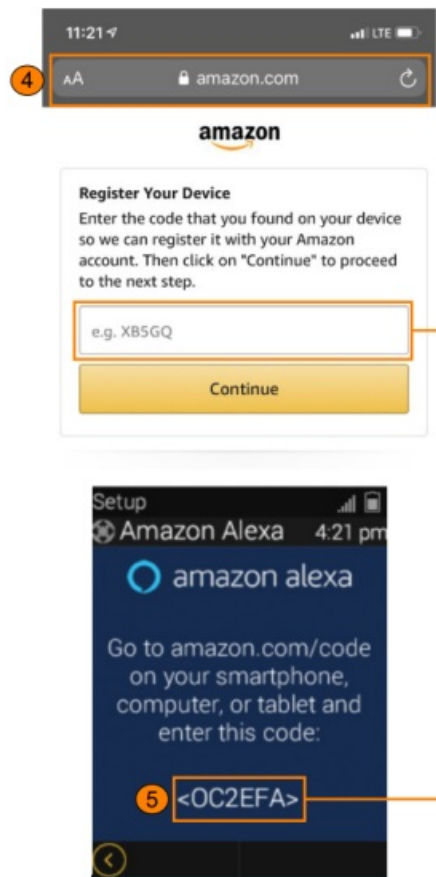 11:21 LTE
4 AA amazon.com
amazon
Register Your Device
Enter the code that you found on your device
so we can register it with your Amazon
account. Then click on "Continue" to proceed
to the next step.
e.g. XB5GQ
Continue
Setup
Amazon Alexa 4:21 pm
amazon alexa
Go to amazon.com/code
on your smartphone,
computer, or tablet and
enter this code:
5 <OC2EFA>